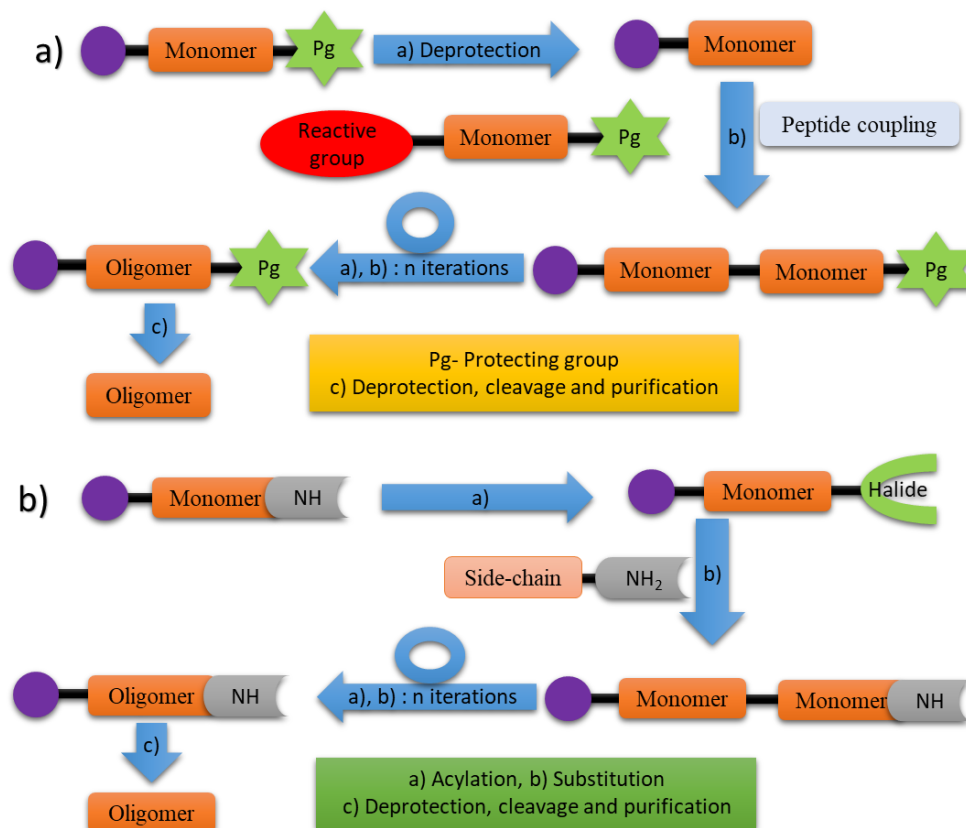 a)
Monomer
Pg
a) Deprotection
Monomer
Reactive
group
Monomer
Pg
b)
Peptide coupling
Oligomer
Pg
a), b) : n iterations
Monomer
Monomer
Pg
c)
Oligomer
Pg- Protecting group
c) Deprotection, cleavage and purification
b)
Monomer
NH
a)
Monomer
Halide
Side-chain
NH₂
b)
Oligomer
NH
a), b) : n iterations
Monomer
Monomer
NH
c)
Oligomer
a) Acylation, b) Substitution
c) Deprotection, cleavage and purification